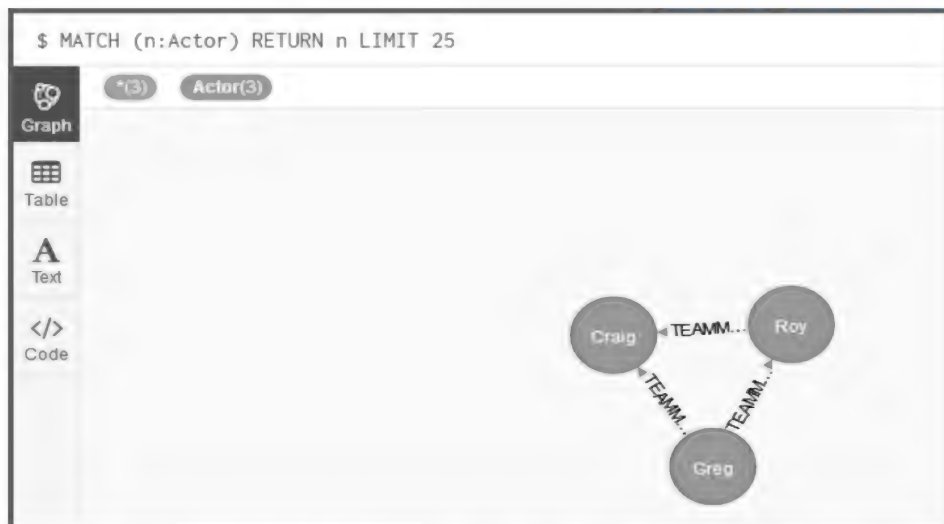 $ MATCH (n:Actor) RETURN n LIMIT 25
*(3) Actor(3)
Graph
Table
A
Text
</>
Code
Craig
TEAMM...
Roy
TEAMM...
TEAMM...
Greg